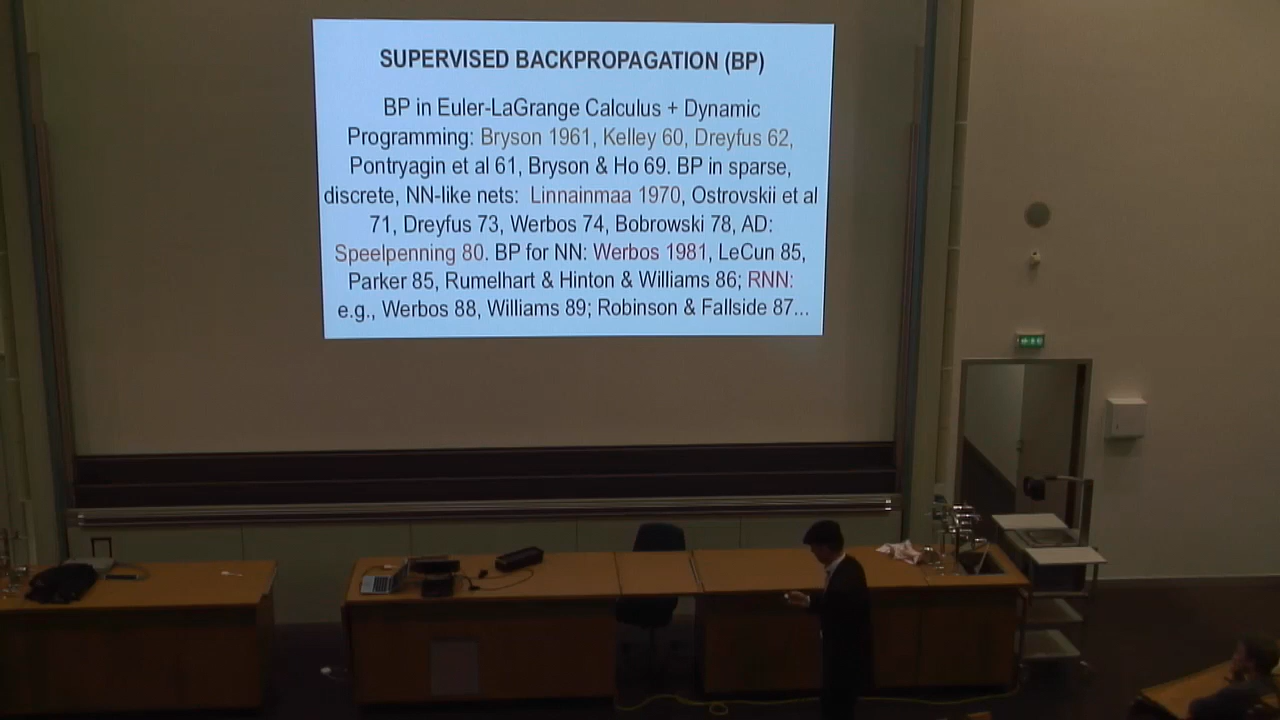 SUPERVISED BACKPROPAGATION (BP)
BP in Euler-LaGrange Calculus + Dynamic
Programming: Bryson 1961, Kelley 60, Dreyfus 62,
Pontryagin et al 61, Bryson & Ho 69. BP in sparse,
discrete, NN-like nets: Linnainmaa 1970, Ostrovskii et al
71, Dreyfus 73, Werbos 74, Bobrowski 78, AD:
Speelpenning 80. BP for NN: Werbos 1981, LeCun 85,
Parker 85, Rumelhart & Hinton & Williams 86; RNN:
e.g., Werbos 88, Williams 89; Robinson & Fallside 87...